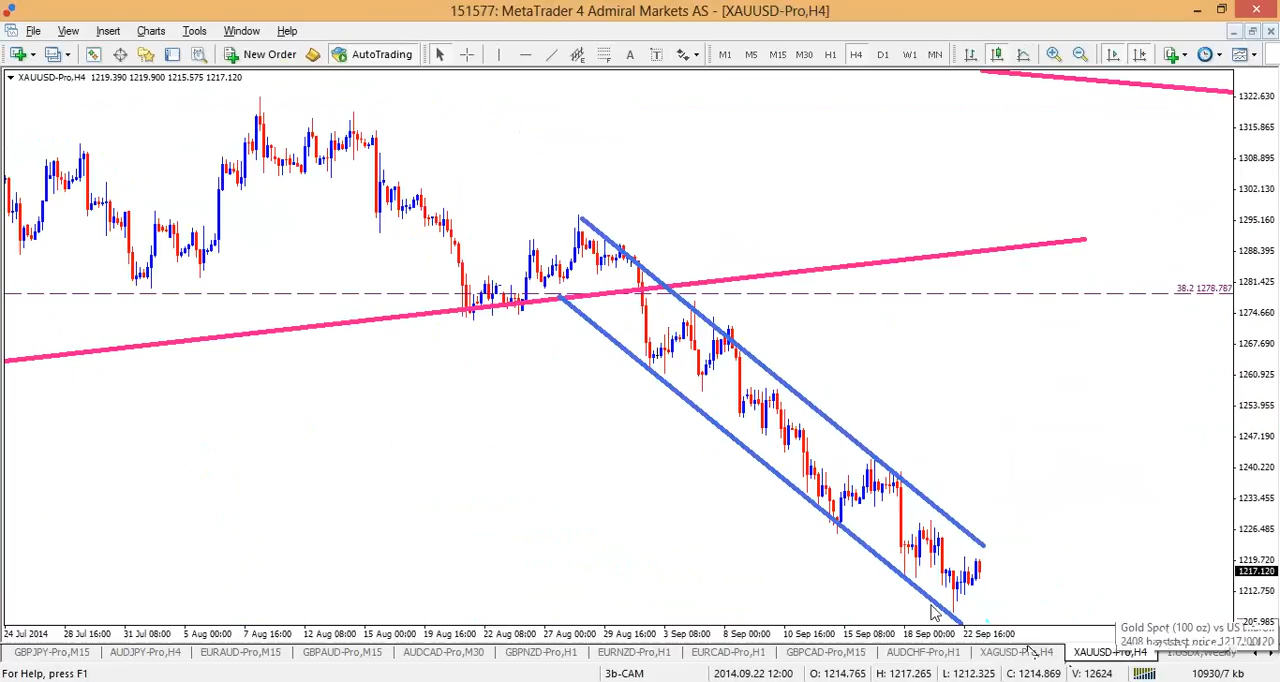 151577: MetaTrader 4 Admiral Markets AS - [XAUUSD-Pro,H4]
File View Insert Charts Tools Window Help
New Order AutoTrading A T M1 M5 M15 M30 H1 H4 D1 W1 MN
XAUUSD-Pro,H4 1219.390 1219.900 1215.575 1217.120
1322.630
1315.865
1308.895
1302.130
1295.160
1288.395
1281.425
38.2 1278.787
1274.660
1267.690
1260.925
1253.955
1247.190
1240.220
1233.455
1226.485
1219.720
1217.120
1212.750
1205.985
24 Jul 2014 28 Jul 16:00 31 Jul 08:00 5 Aug 00:00 7 Aug 16:00 12 Aug 08:00 15 Aug 00:00 19 Aug 16:00 22 Aug 08:00 27 Aug 00:00 29 Aug 16:00 3 Sep 08:00 8 Sep 00:00 10 Sep 16:00 15 Sep 08:00 18 Sep 00:00 22 Sep 16:00
Gold Spot (100 oz) vs US
GBPJPY-Pro,M15 AUDJPY-Pro,H4 EURAUD-Pro,M15 GBPAUD-Pro,M15 AUDCAD-Pro,M30 GBPNZD-Pro,H1 EURNZD-Pro,H1 EURCAD-Pro,H1 GBPCAD-Pro,M15 AUDCHF-Pro,H1 XAGUSD-Pro,H4 XAUUSD-Pro,H4
For Help, press F1 3b-CAM 2014.09.22 12:00 O: 1214.765 H: 1217.265 L: 1212.325 C: 1214.869 V: 12624 10930/7 kb